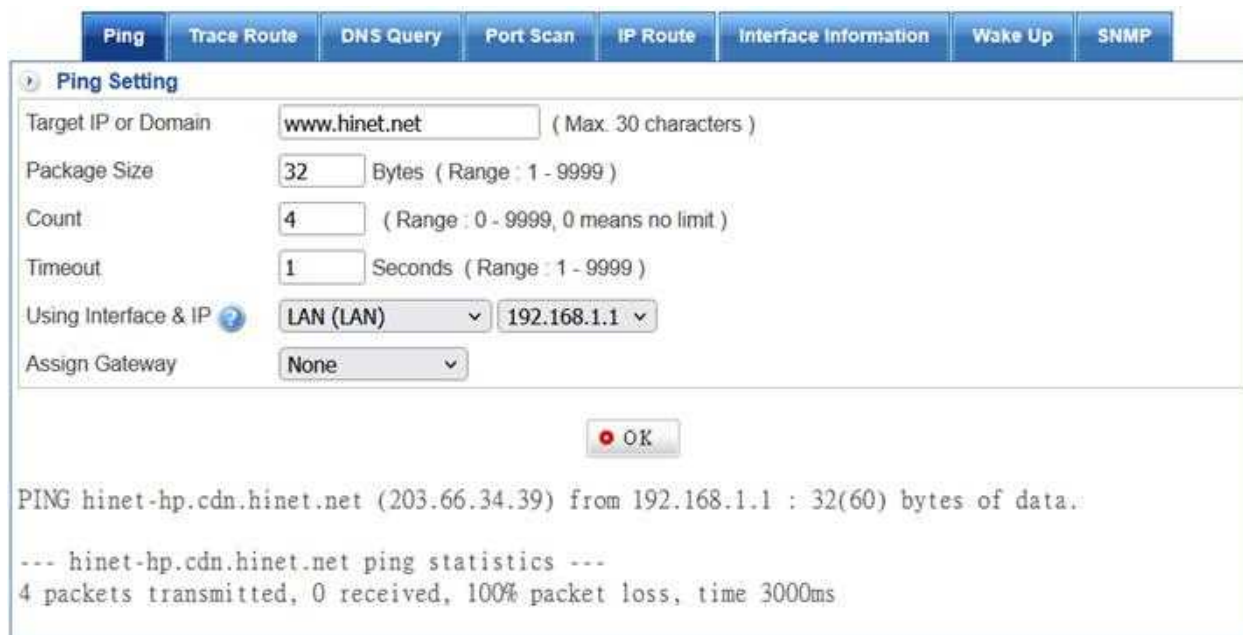 Ping Trace Route DNS Query Port Scan IP Route Interface Information Wake Up SNMP
Ping Setting
Target IP or Domain www.hinet.net ( Max. 30 characters )
Package Size 32 Bytes ( Range : 1 - 9999 )
Count 4 ( Range : 0 - 9999, 0 means no limit )
Timeout 1 Seconds ( Range : 1 - 9999 )
Using Interface & IP ? LAN (LAN) 192.168.1.1
Assign Gateway None
OK
PING hinet-hp.cdn.hinet.net (203.66.34.39) from 192.168.1.1 : 32(60) bytes of data.
--- hinet-hp.cdn.hinet.net ping statistics ---
4 packets transmitted, 0 received, 100% packet loss, time 3000ms